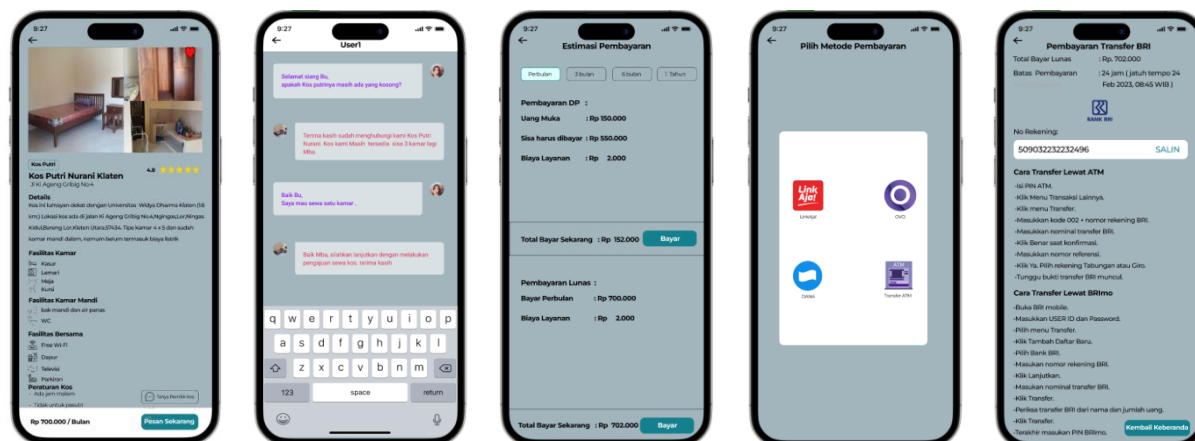 9:27
Kos Putri
Kos Putri Nurani Klaten
4.8
Jl Ki Ageng Gribig No.4
Details
Kos ini lumayan dekat dengan Universitas Widya Dharma Klaten (1.6
km) Lokasi kos ada di jalan Ki Ageng Gribig No.4,Ngingas,Lor,Ringas
Kidul,Bareng Lor,Klaten Utara,57434. Tipe kamar 4 x 5 dan sudah
kamar mandi dalam, namum belum termasuk biaya listrik
Fasilitas Kamar
Kasur
Lemari
Meja
Kursi
Fasilitas Kamar Mandi
bak mandi dan air panas
WC
Fasilitas Bersama
Free Wi-Fi
Dapur
Televisi
Parkiran
Peraturan Kos
- Ada jam malam
- Tidak untuk pasutri
Tanya Pemilik kos
Rp 700.000 / Bulan
Pesan Sekarang
9:27
User1
Selamat siang Bu,
apakah Kos putrinya masih ada yang kosong?
Terima kasih sudah menghubungi kami Kos Putri
Nurani. Kos kami Masih tersedia sisa 3 kamar lagi
Mba.
Baik Bu,
Saya mau sewa satu kamar .
Baik Mba, silahkan lanjutkan dengan melakukan
pengajuan sewa kos. terima kasih
q w e r t y u i o p
a s d f g h j k l
z x c v b n m
123 space return
9:27
Estimasi Pembayaran
Perbulan 3 bulan 6 bulan 1 Tahun
Pembayaran DP :
Uang Muka : Rp 150.000
Sisa harus dibayar : Rp 550.000
Biaya Layanan : Rp 2.000
Total Bayar Sekarang : Rp 152.000 Bayar
Pembayaran Lunas :
Bayar Perbulan : Rp 700.000
Biaya Layanan : Rp 2.000
Total Bayar Sekarang : Rp 702.000 Bayar
9:27
Pilih Metode Pembayaran
Link
Aja!
LinkAja
OVO
DANA
ATM
Transfer ATM
9:27
Pembayaran Transfer BRI
Total Bayar Lunas : Rp. 702.000
Batas Pembayaran : 24 jam ( jatuh tempo 24
Feb 2023, 08:45 WIB )
BANK BRI
No Rekening:
509032232232496 SALIN
Cara Transfer Lewat ATM
-Isi PIN ATM.
-Klik Menu Transaksi Lainnya.
-Klik menu Transfer.
-Masukkan kode 002 + nomor rekening BRI.
-Masukkan nominal transfer BRI.
-Klik Benar saat konfirmasi.
-Masukkan nomor referensi.
-Klik Ya. Pilih rekening Tabungan atau Giro.
-Tunggu bukti transfer BRI muncul.
Cara Transfer Lewat BRImo
-Buka BRI mobile.
-Masukkan USER ID dan Password.
-Pilih menu Transfer.
-Klik Tambah Daftar Baru.
-Pilih Bank BRI.
-Masukan nomor rekening BRI.
-Klik Lanjutkan.
-Masukan nominal transfer BRI.
-Klik Transfer.
-Periksa transfer BRI dari nama dan jumlah uang.
-Klik Transfer.
-Terakhir masukan PIN BRImo.
Kembali Keberanda